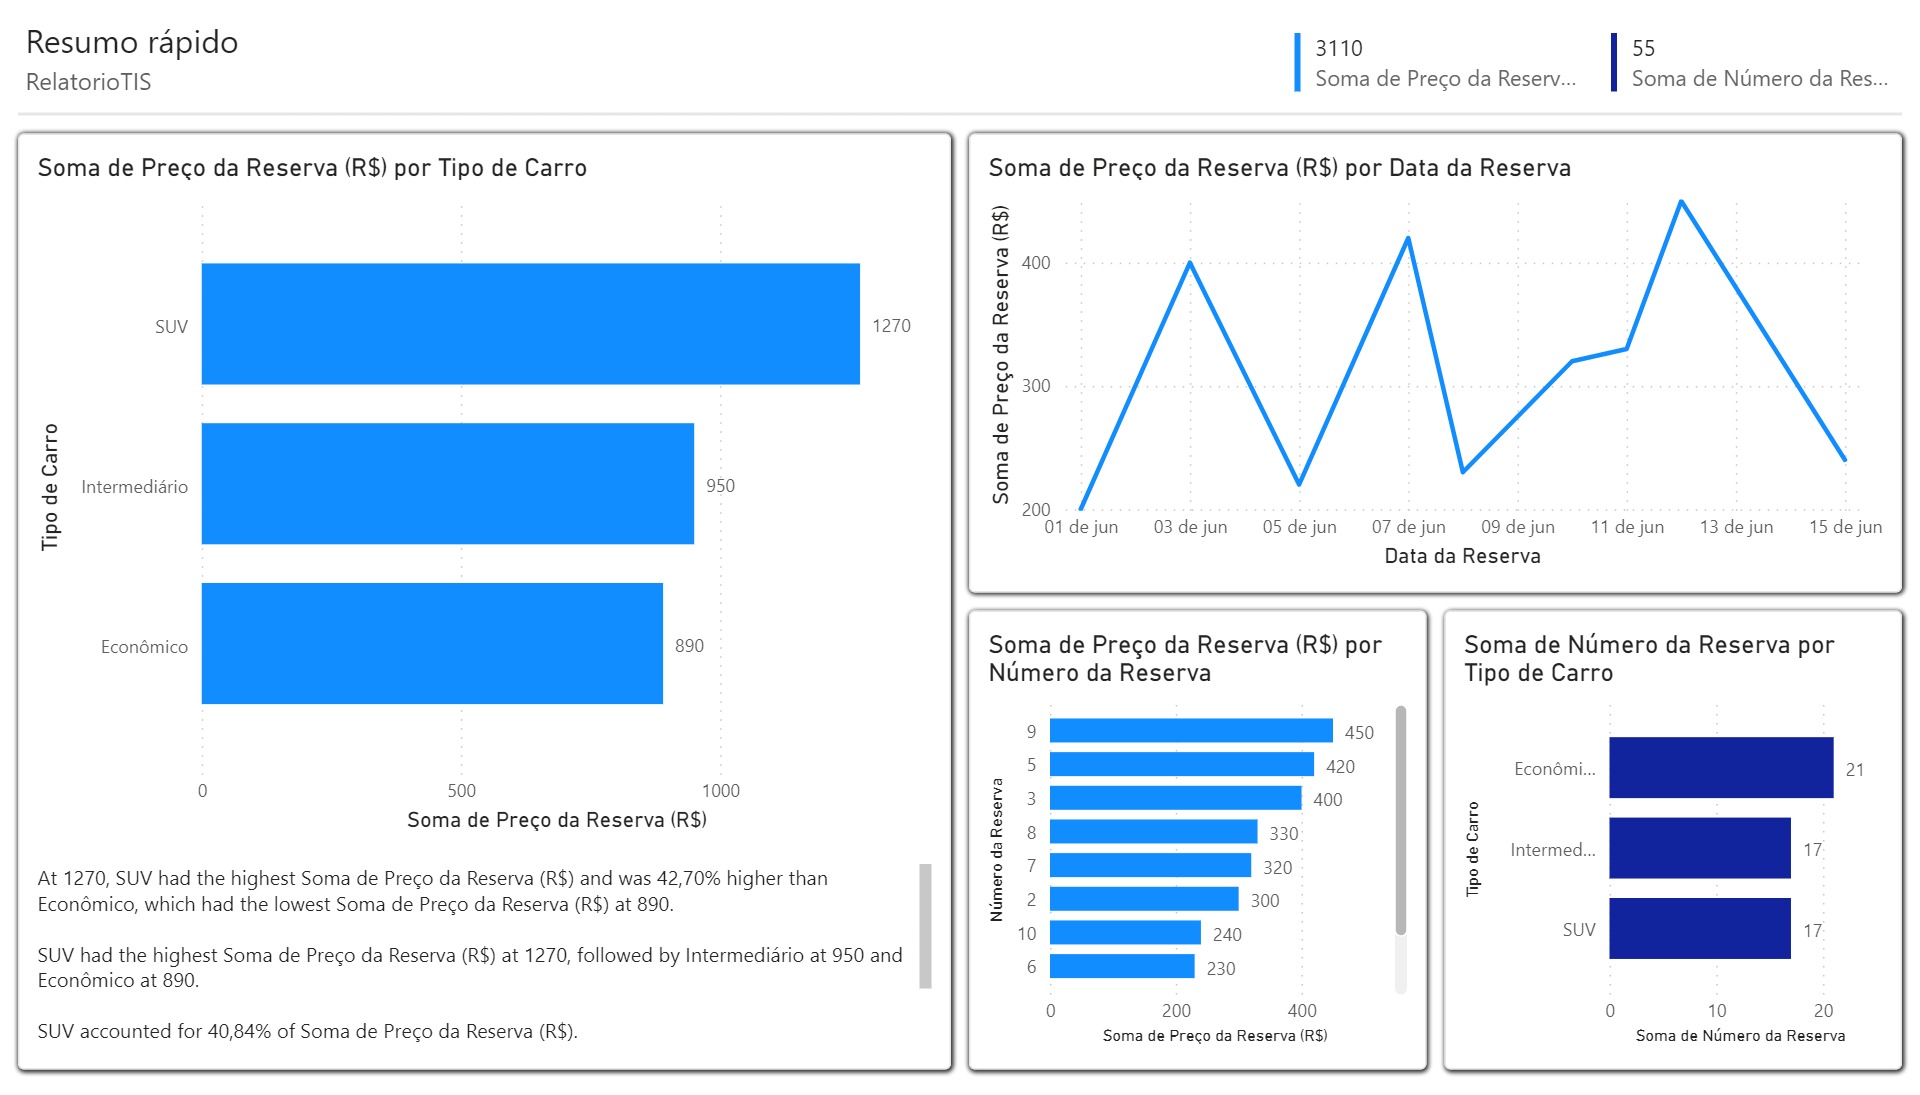 Resumo rápido
RelatorioTIS
3110
Soma de Preço da Reserv...
55
Soma de Número da Res...
Soma de Preço da Reserva (R$) por Tipo de Carro
Tipo de Carro
SUV
1270
Intermediário
950
Econômico
890
0
500
1000
Soma de Preço da Reserva (R$)
At 1270, SUV had the highest Soma de Preço da Reserva (R$) and was 42,70% higher than
Econômico, which had the lowest Soma de Preço da Reserva (R$) at 890.
SUV had the highest Soma de Preço da Reserva (R$) at 1270, followed by Intermediário at 950 and
Econômico at 890.
SUV accounted for 40,84% of Soma de Preço da Reserva (R$).
Soma de Preço da Reserva (R$) por Data da Reserva
Soma de Preço da Reserva (R$)
400
300
200
01 de jun
03 de jun
05 de jun
07 de jun
09 de jun
11 de jun
13 de jun
15 de jun
Data da Reserva
Soma de Preço da Reserva (R$) por
Número da Reserva
Número da Reserva
9
450
5
420
3
400
8
330
7
320
2
300
10
240
6
230
0
200
400
Soma de Preço da Reserva (R$)
Soma de Número da Reserva por
Tipo de Carro
Tipo de Carro
Econômi...
21
Intermed...
17
SUV
17
0
10
20
Soma de Número da Reserva